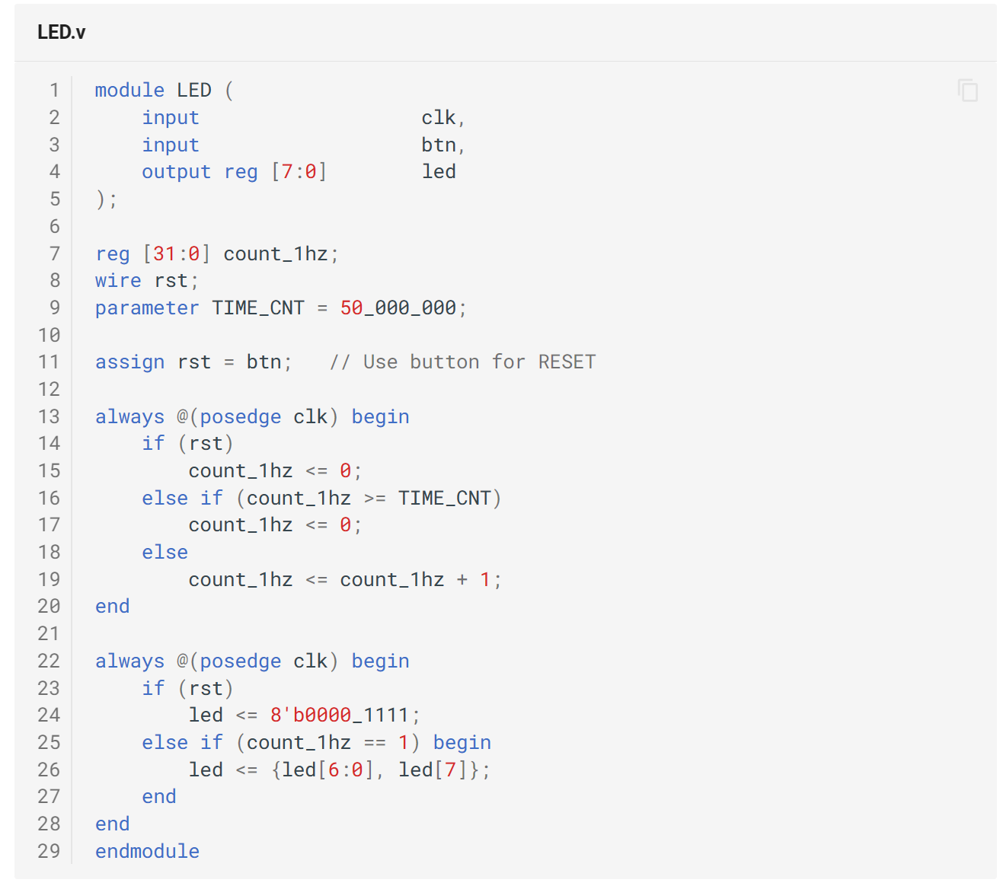 LED.v
1 module LED (
2     input                   clk,
3     input                   btn,
4     output reg [7:0]        led
5 );
6
7 reg [31:0] count_1hz;
8 wire rst;
9 parameter TIME_CNT = 50_000_000;
10
11 assign rst = btn;   // Use button for RESET
12
13 always @(posedge clk) begin
14     if (rst)
15         count_1hz <= 0;
16     else if (count_1hz >= TIME_CNT)
17         count_1hz <= 0;
18     else
19         count_1hz <= count_1hz + 1;
20 end
21
22 always @(posedge clk) begin
23     if (rst)
24         led <= 8'b0000_1111;
25     else if (count_1hz == 1) begin
26         led <= {led[6:0], led[7]};
27     end
28 end
29 endmodule